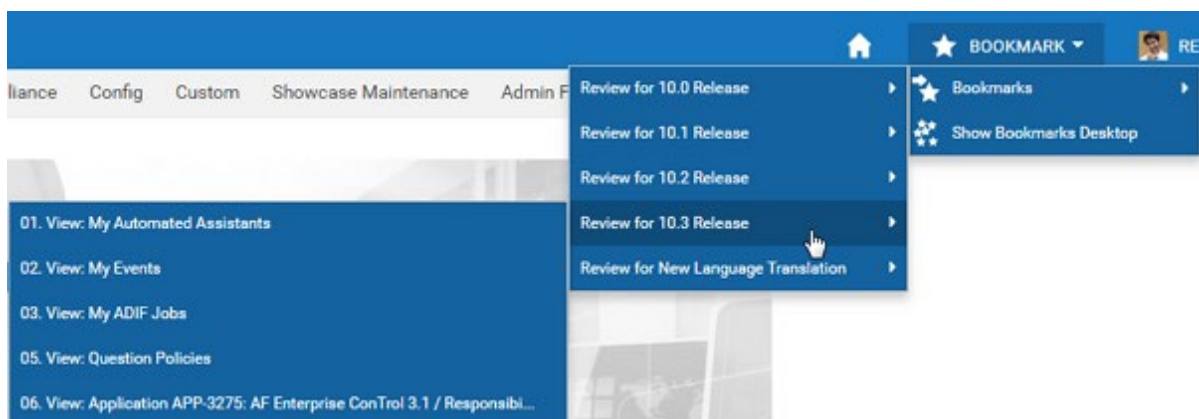 BOOKMARK RE
liance Config Custom Showcase Maintenance Admin F
Review for 10.0 Release
Review for 10.1 Release
Review for 10.2 Release
Review for 10.3 Release
Review for New Language Translation
Bookmarks
Show Bookmarks Desktop
01. View: My Automated Assistants
02. View: My Events
03. View: My ADIF Jobs
05. View: Question Policies
06. View: Application APP-3275: AF Enterprise ConTrol 3.1 / Responsibi...